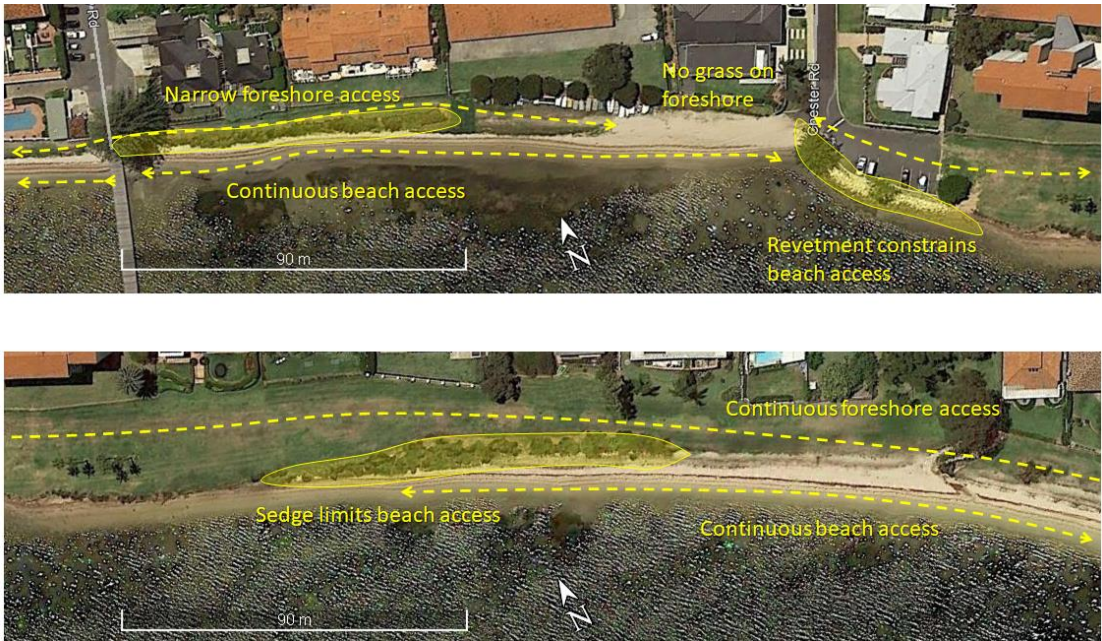 Rd
Narrow foreshore access
No grass on
foreshore
Chester Rd
Continuous beach access
90 m
N
Revetment constrains
beach access
Continuous foreshore access
Sedge limits beach access
Continuous beach access
90 m
N